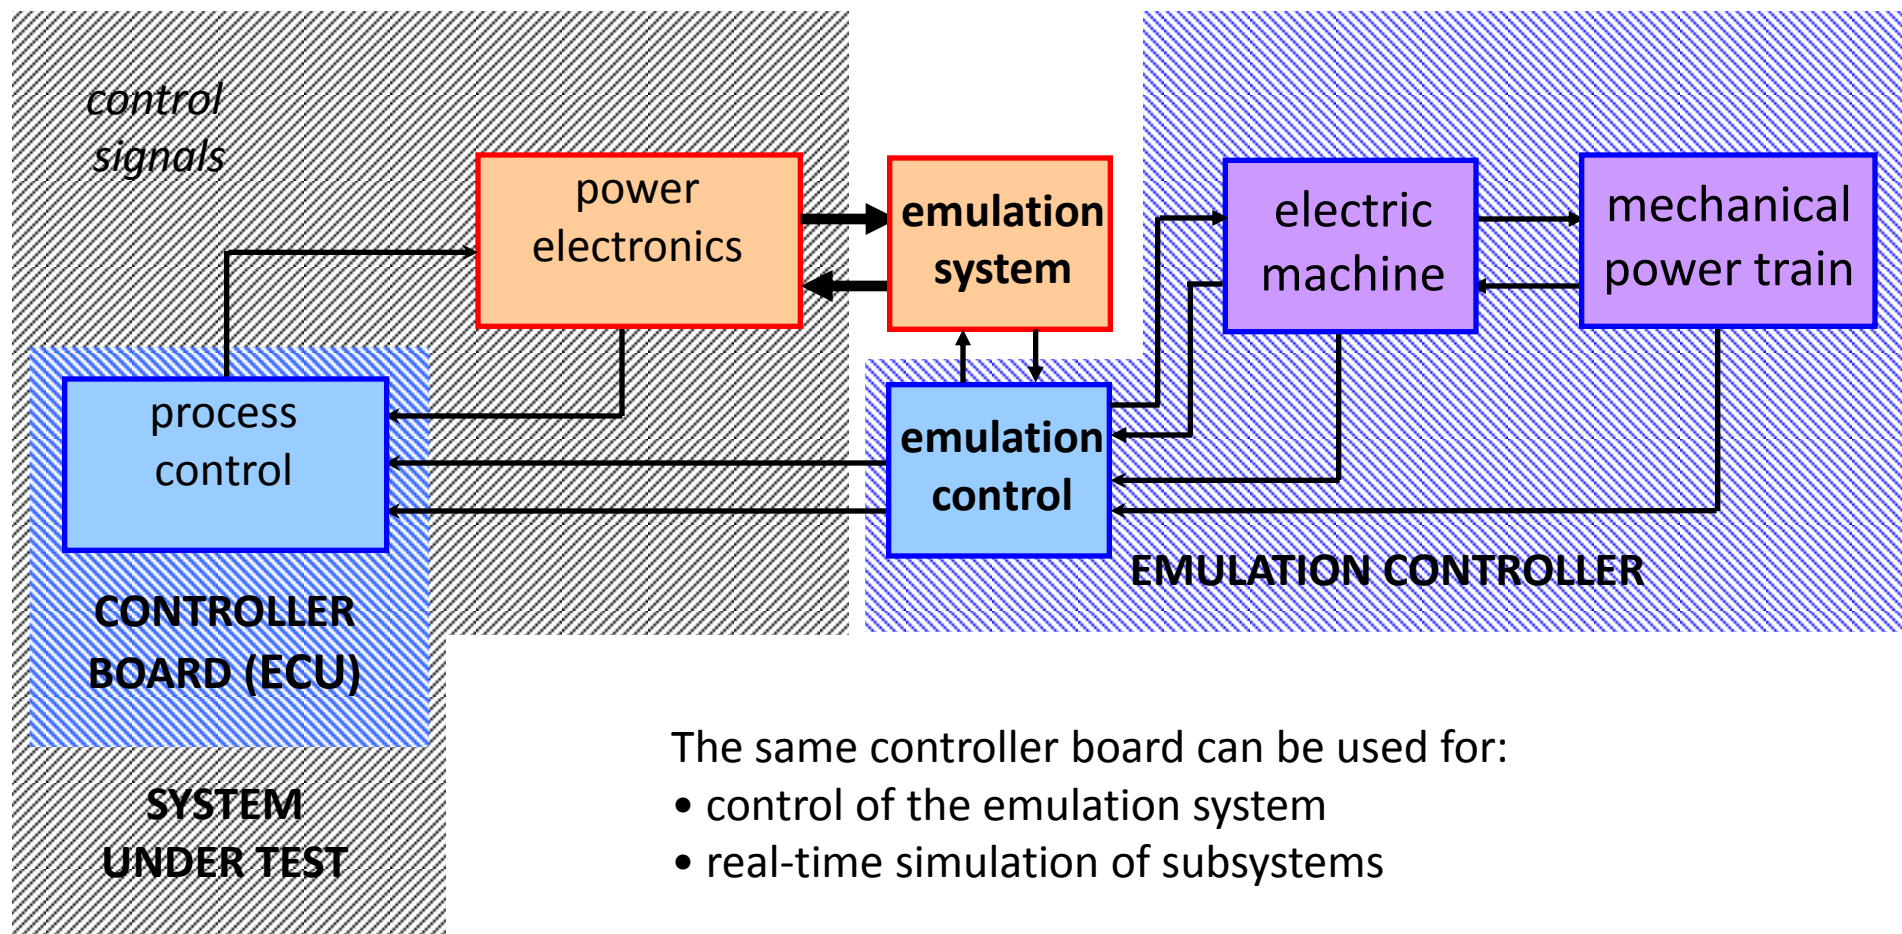 control
signals
power
electronics
emulation
system
electric
machine
mechanical
power train
process
control
emulation
control
CONTROLLER
BOARD (ECU)
EMULATION CONTROLLER
SYSTEM
UNDER TEST
The same controller board can be used for:
• control of the emulation system
• real-time simulation of subsystems